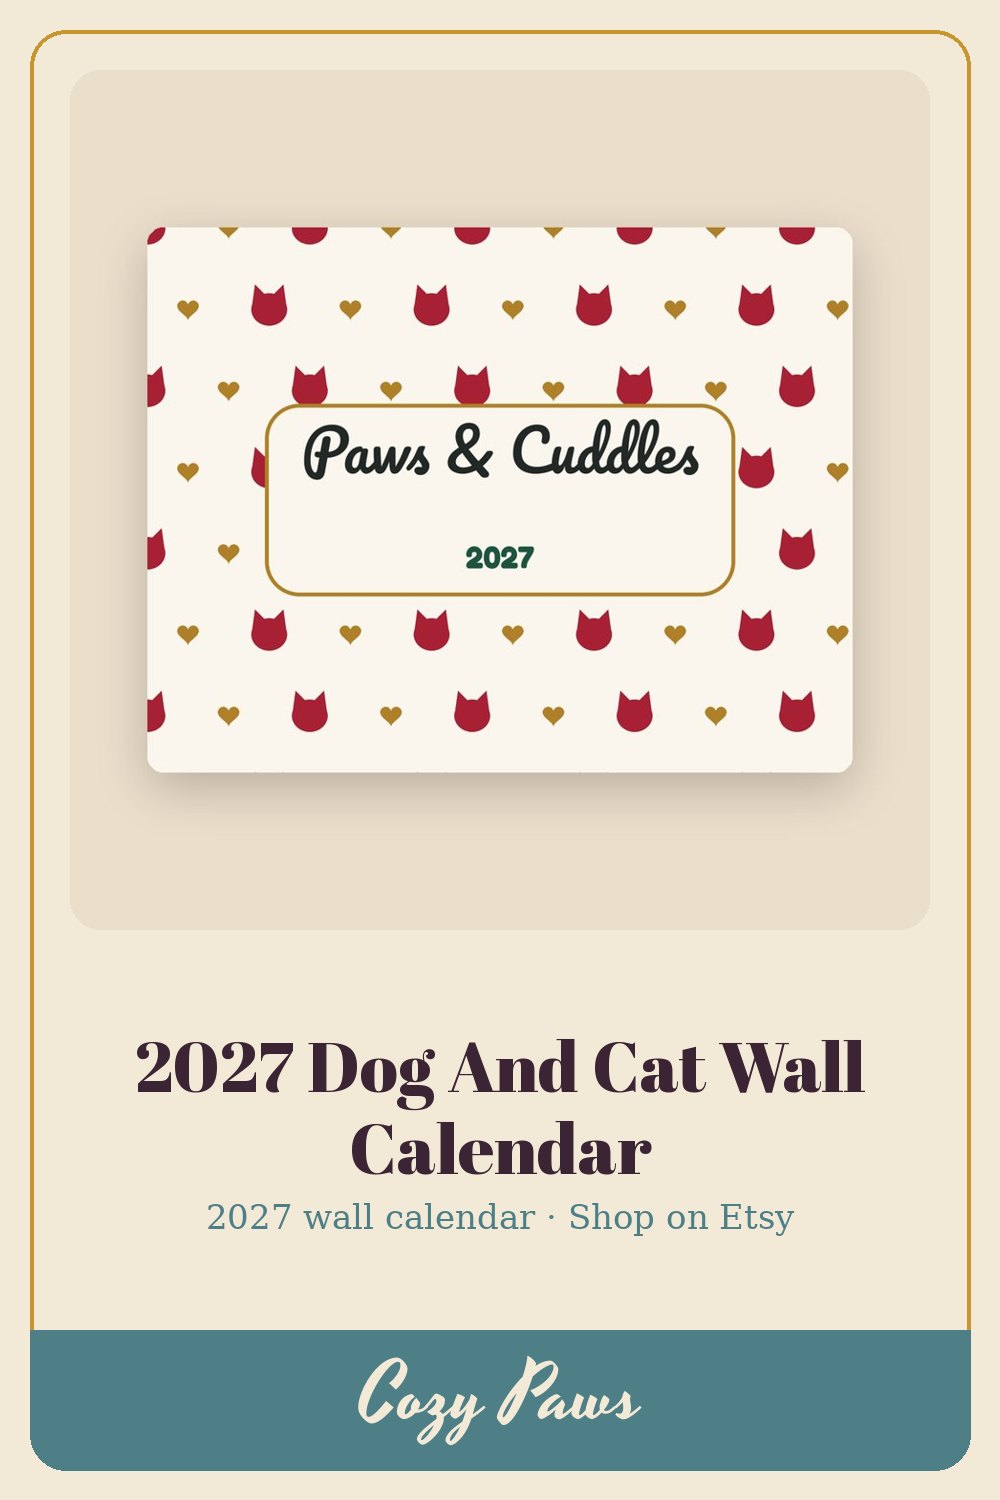 Paws & Cuddles
2027
2027 Dog And Cat Wall
Calendar
2027 wall calendar · Shop on Etsy
Cozy Paws